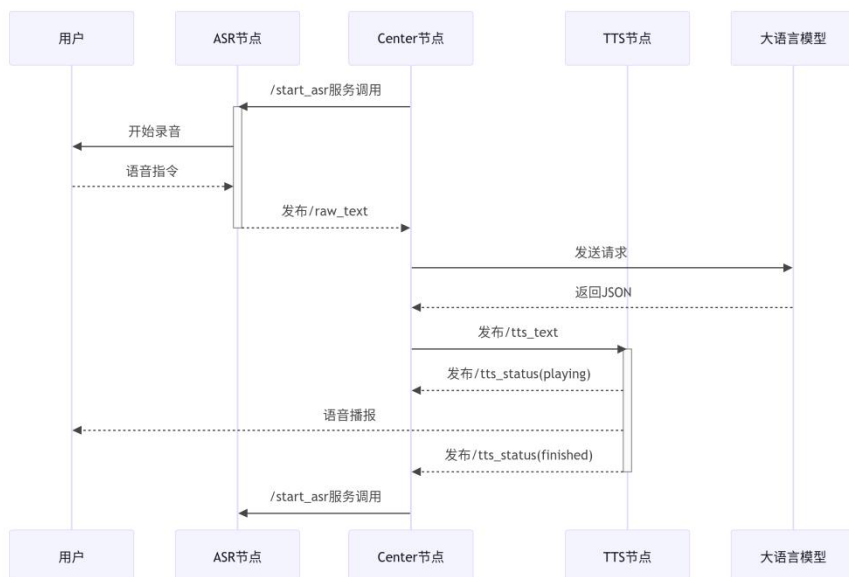 用户 ASR节点 Center节点 TTS节点 大语言模型
/start_asr服务调用
开始录音
语音指令
发布/raw_text
发送请求
返回JSON
发布/tts_text
发布/tts_status(playing)
语音播报
发布/tts_status(finished)
/start_asr服务调用
用户 ASR节点 Center节点 TTS节点 大语言模型